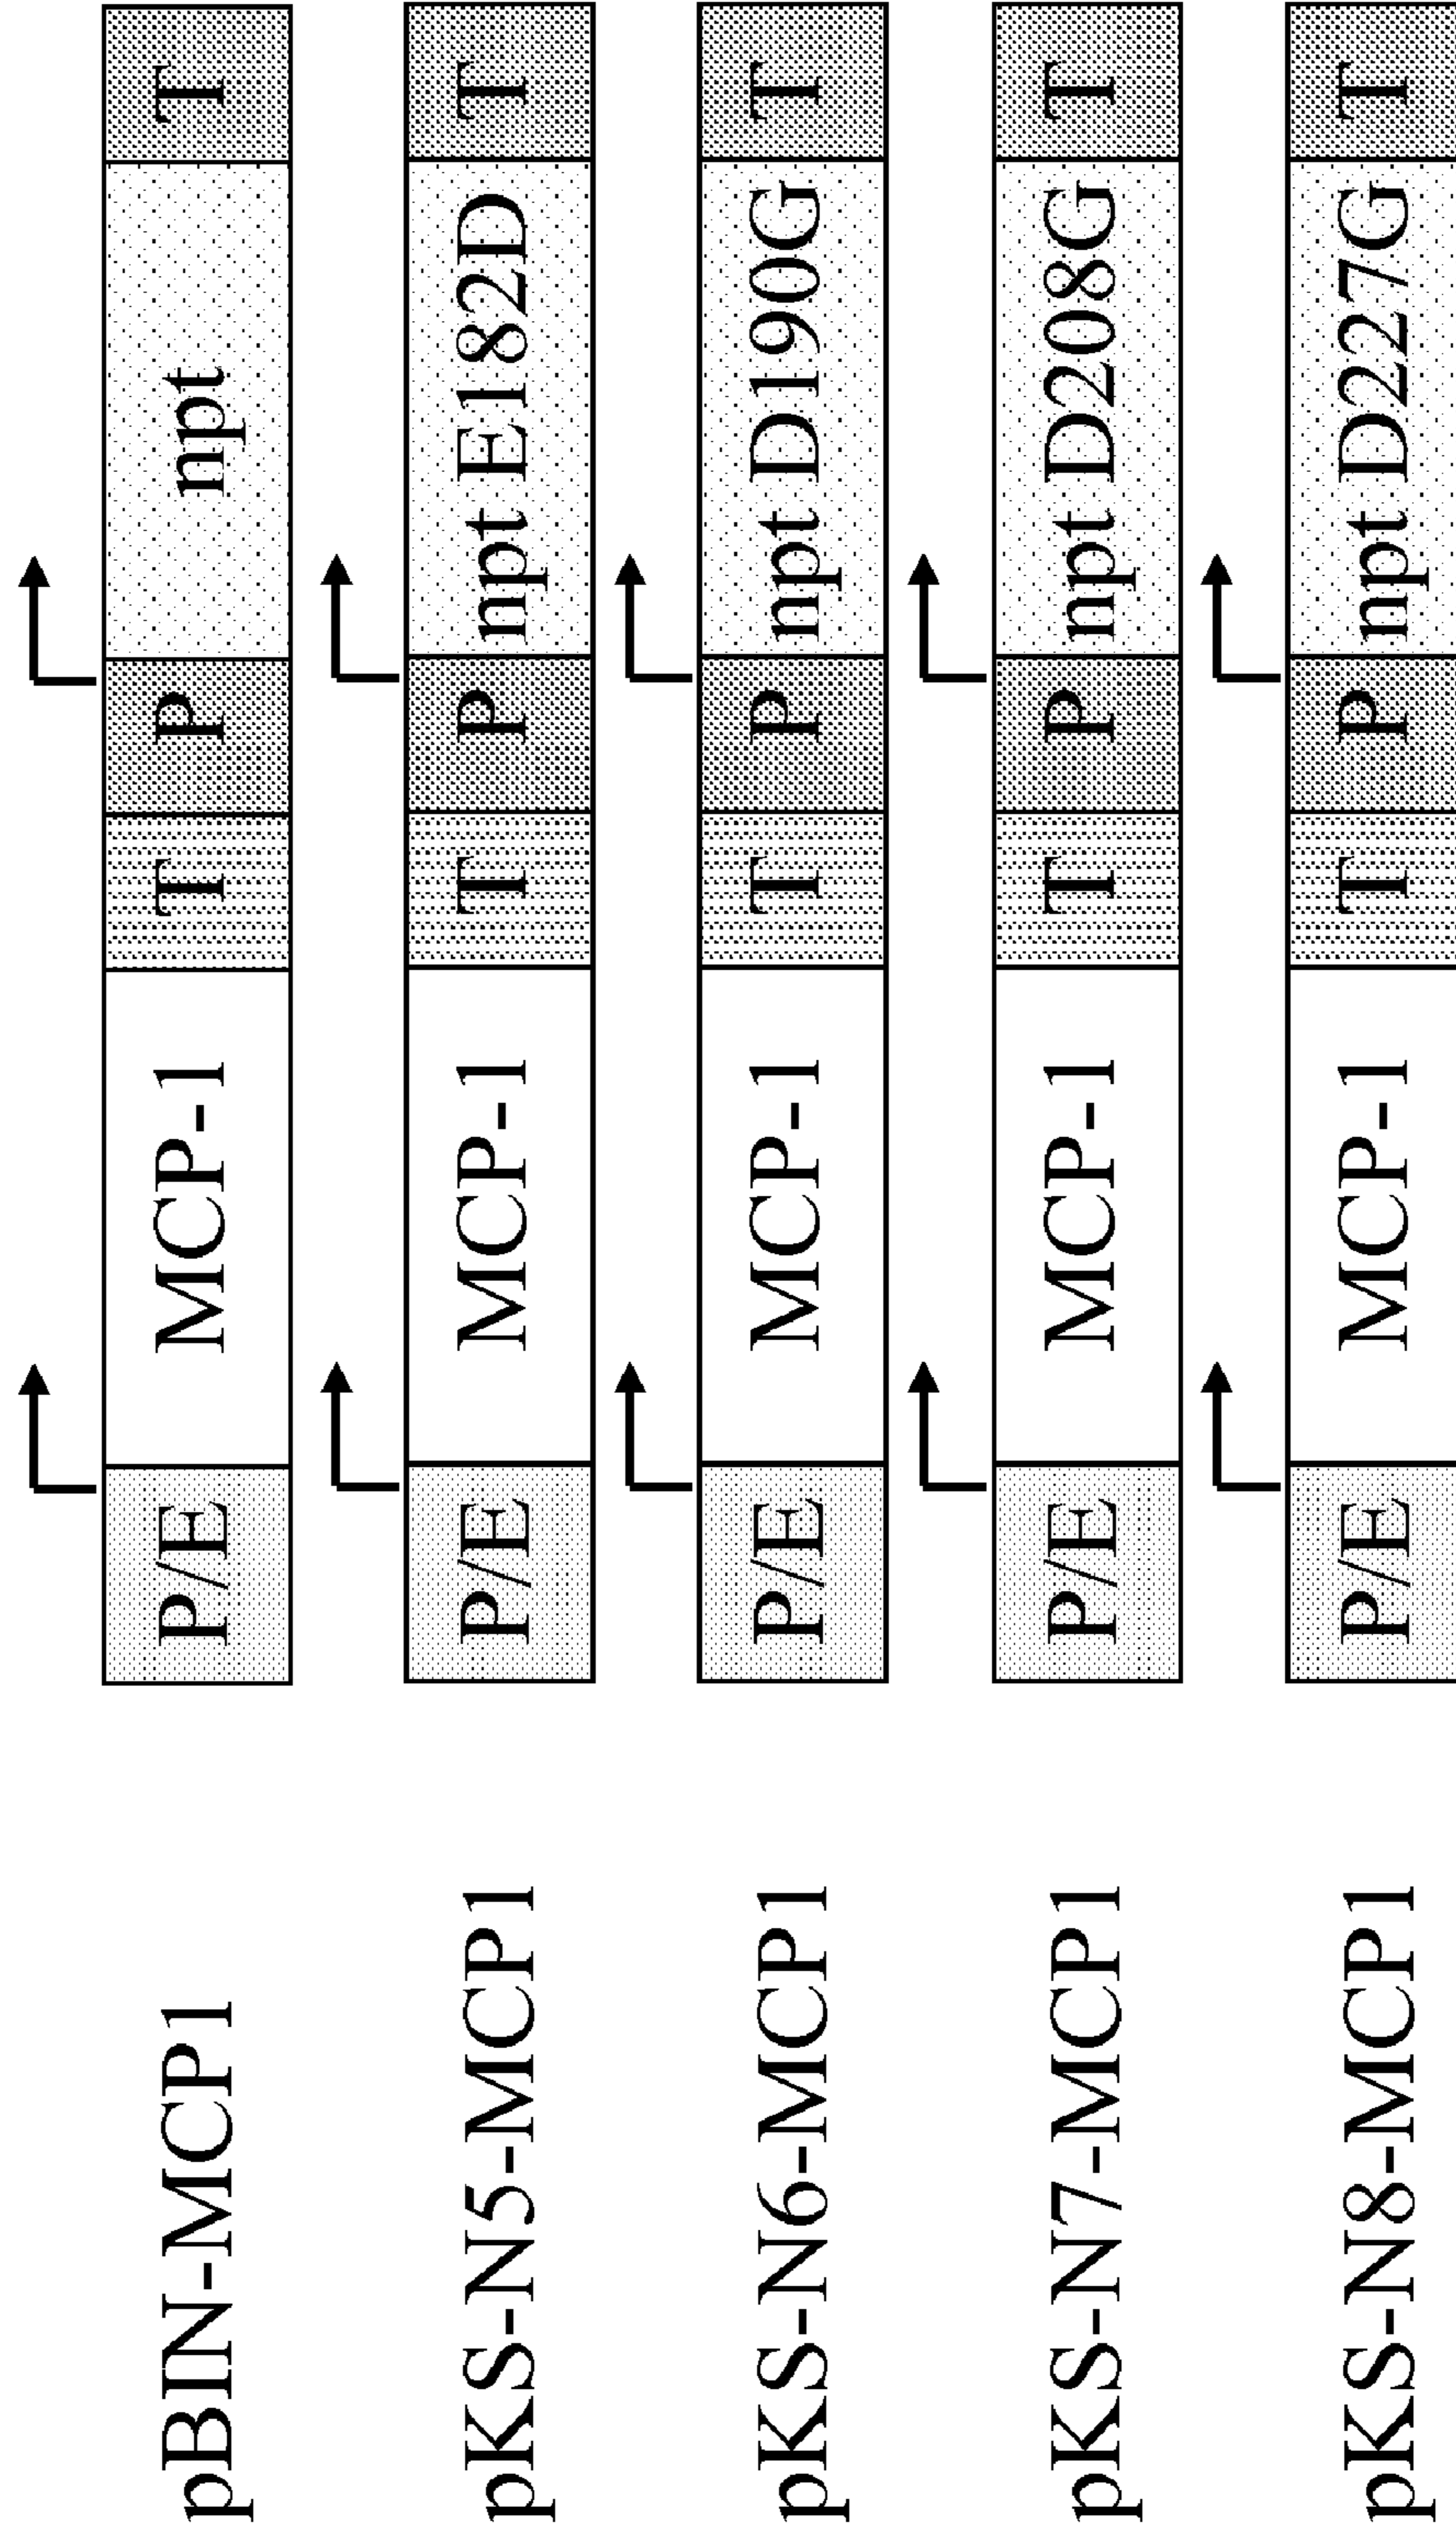 pBIN-MCP1 P/E MCP-1 T P npt T
pKS-N5-MCP1 P/E MCP-1 T P npt E182D T
pKS-N6-MCP1 P/E MCP-1 T P npt D190G T
pKS-N7-MCP1 P/E MCP-1 T P npt D208G T
pKS-N8-MCP1 P/E MCP-1 T P npt D227G T